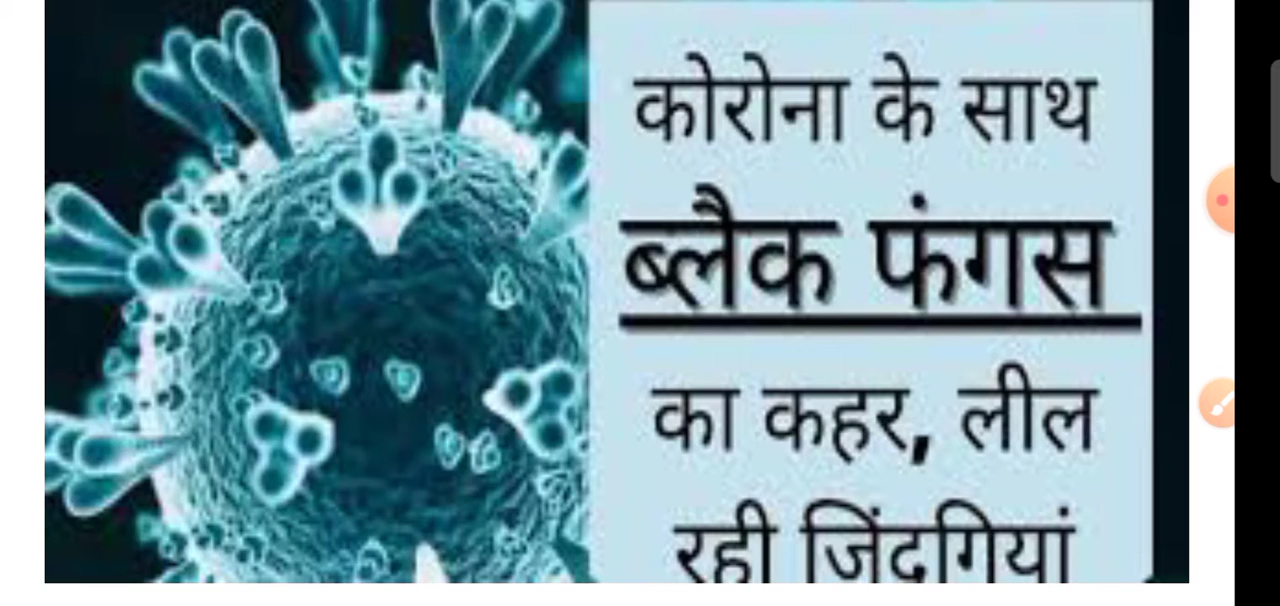 कोरोना के साथ
ब्लैक फंगस
का कहर, लील
रही जिंदगियां